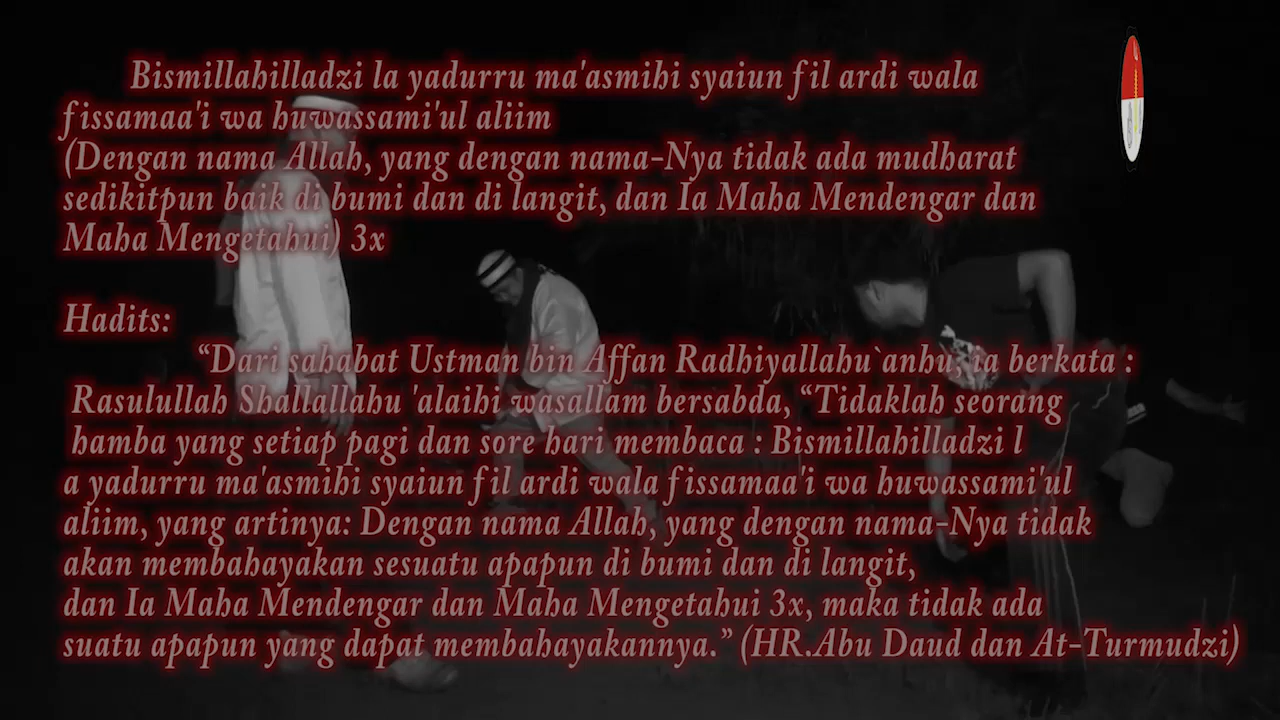 Bismillahilladzi la yadurru ma'asmihi syaiun fil ardi wala
fissamaa'i wa huwassami'ul aliim
(Dengan nama Allah, yang dengan nama-Nya tidak ada mudharat
sedikitpun baik di bumi dan di langit, dan Ia Maha Mendengar dan
Maha Mengetahui) 3x
Hadits:
“Dari sahabat Ustman bin Affan Radhiyallahu`anhu, ia berkata :
Rasulullah Shallallahu 'alaihi wasallam bersabda, “Tidaklah seorang
hamba yang setiap pagi dan sore hari membaca : Bismillahilladzi l
a yadurru ma'asmihi syaiun fil ardi wala fissamaa'i wa huwassami'ul
aliim, yang artinya: Dengan nama Allah, yang dengan nama-Nya tidak
akan membahayakan sesuatu apapun di bumi dan di langit,
dan Ia Maha Mendengar dan Maha Mengetahui 3x, maka tidak ada
suatu apapun yang dapat membahayakannya.” (HR.Abu Daud dan At-Turmudzi)